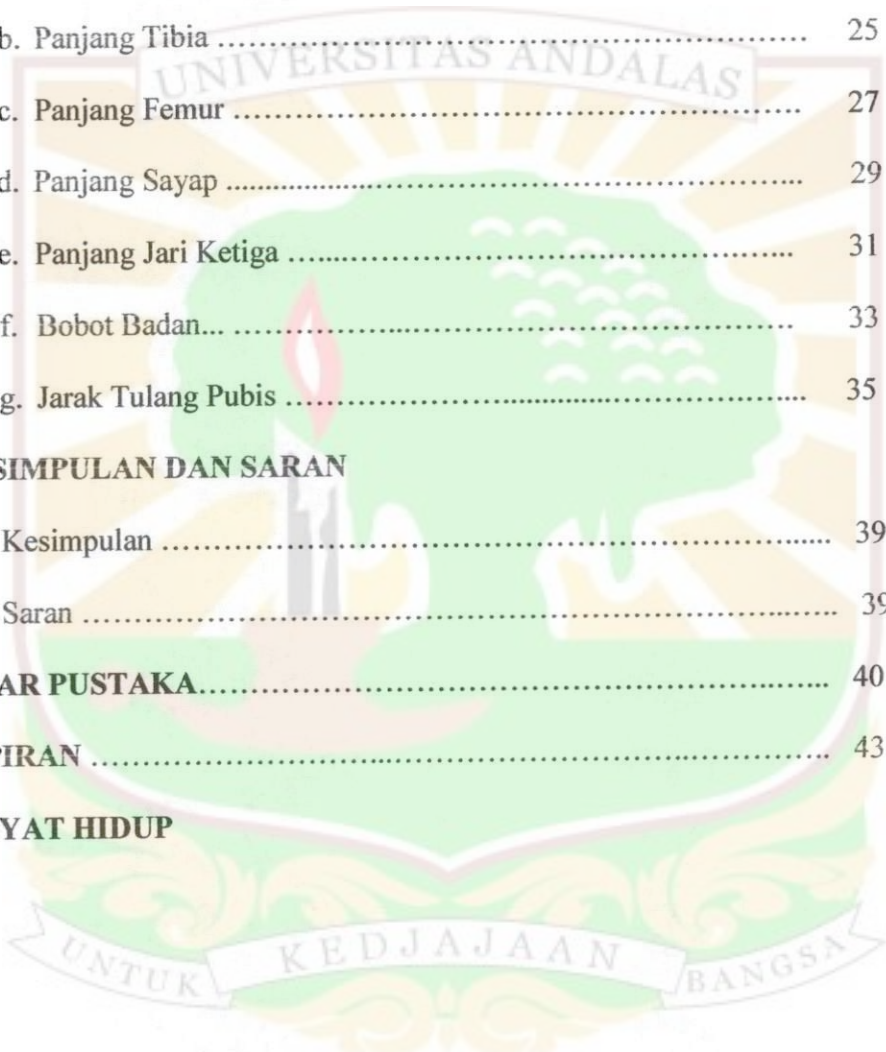 b. Panjang Tibia ........................................................ 25
UNIVERSITAS ANDALAS
c. Panjang Femur ........................................................ 27
d. Panjang Sayap ........................................................ 29
e. Panjang Jari Ketiga ........................................................ 31
f. Bobot Badan... ........................................................ 33
g. Jarak Tulang Pubis ........................................................ 35
SIMPULAN DAN SARAN
Kesimpulan ........................................................ 39
Saran ........................................................ 39
AR PUSTAKA........................................................ 40
PIRAN ........................................................ 43
YAT HIDUP
UNTUK KEDJAJAAN BANGSA